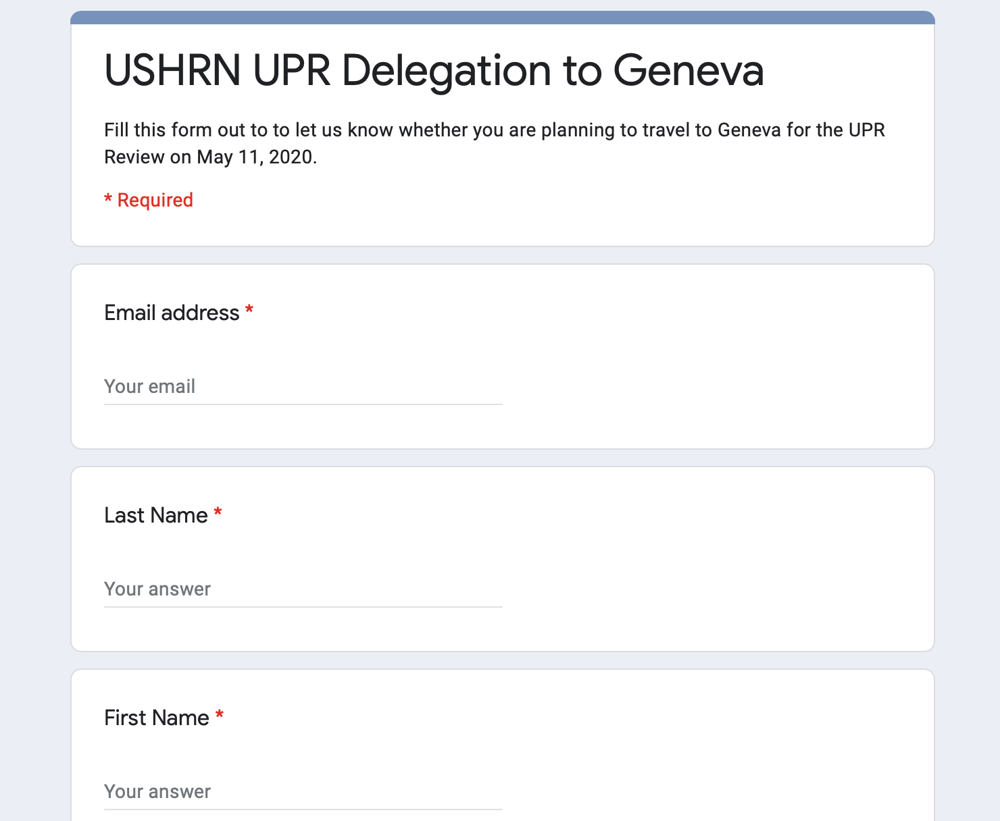 USHRN UPR Delegation to Geneva
Fill this form out to to let us know whether you are planning to travel to Geneva for the UPR
Review on May 11, 2020.
* Required
Email address *
Your email
Last Name *
Your answer
First Name *
Your answer